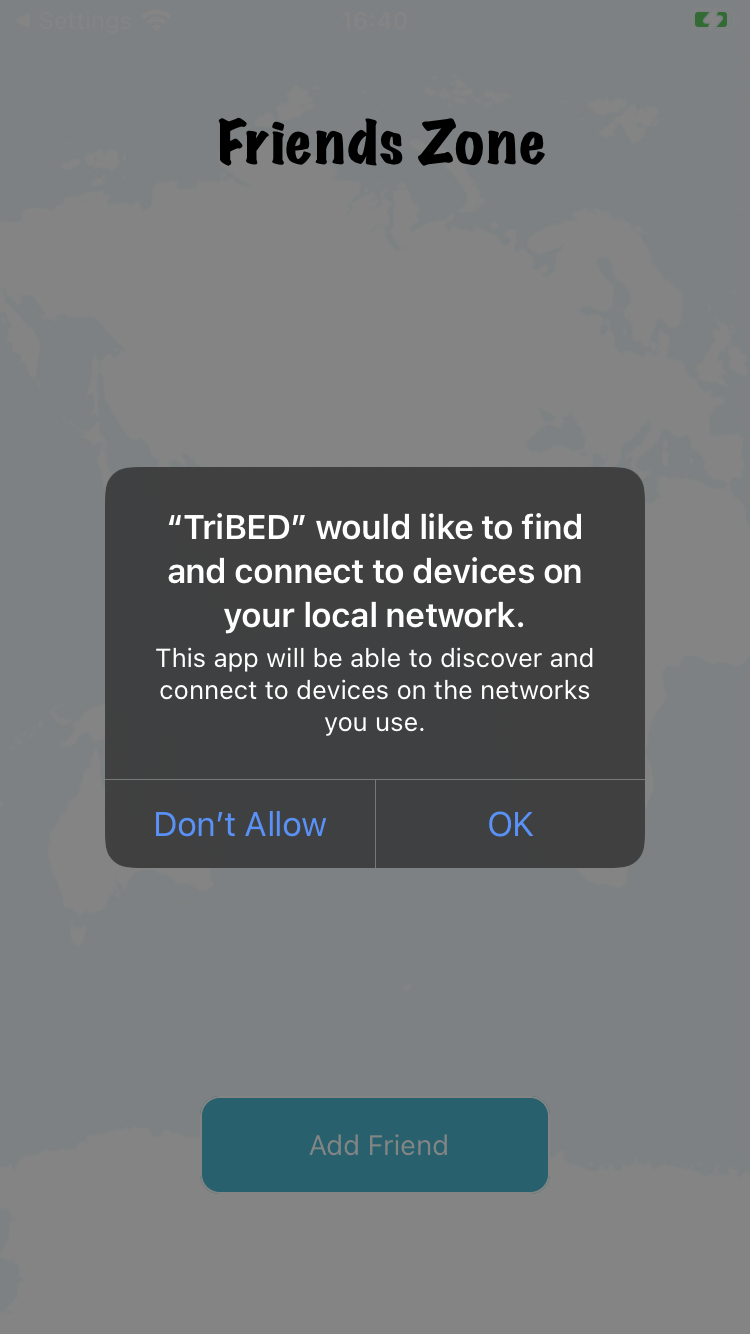 Settings 16:40
Friends Zone
“TriBED” would like to find
and connect to devices on
your local network.
This app will be able to discover and
connect to devices on the networks
you use.
Don’t Allow OK
Add Friend